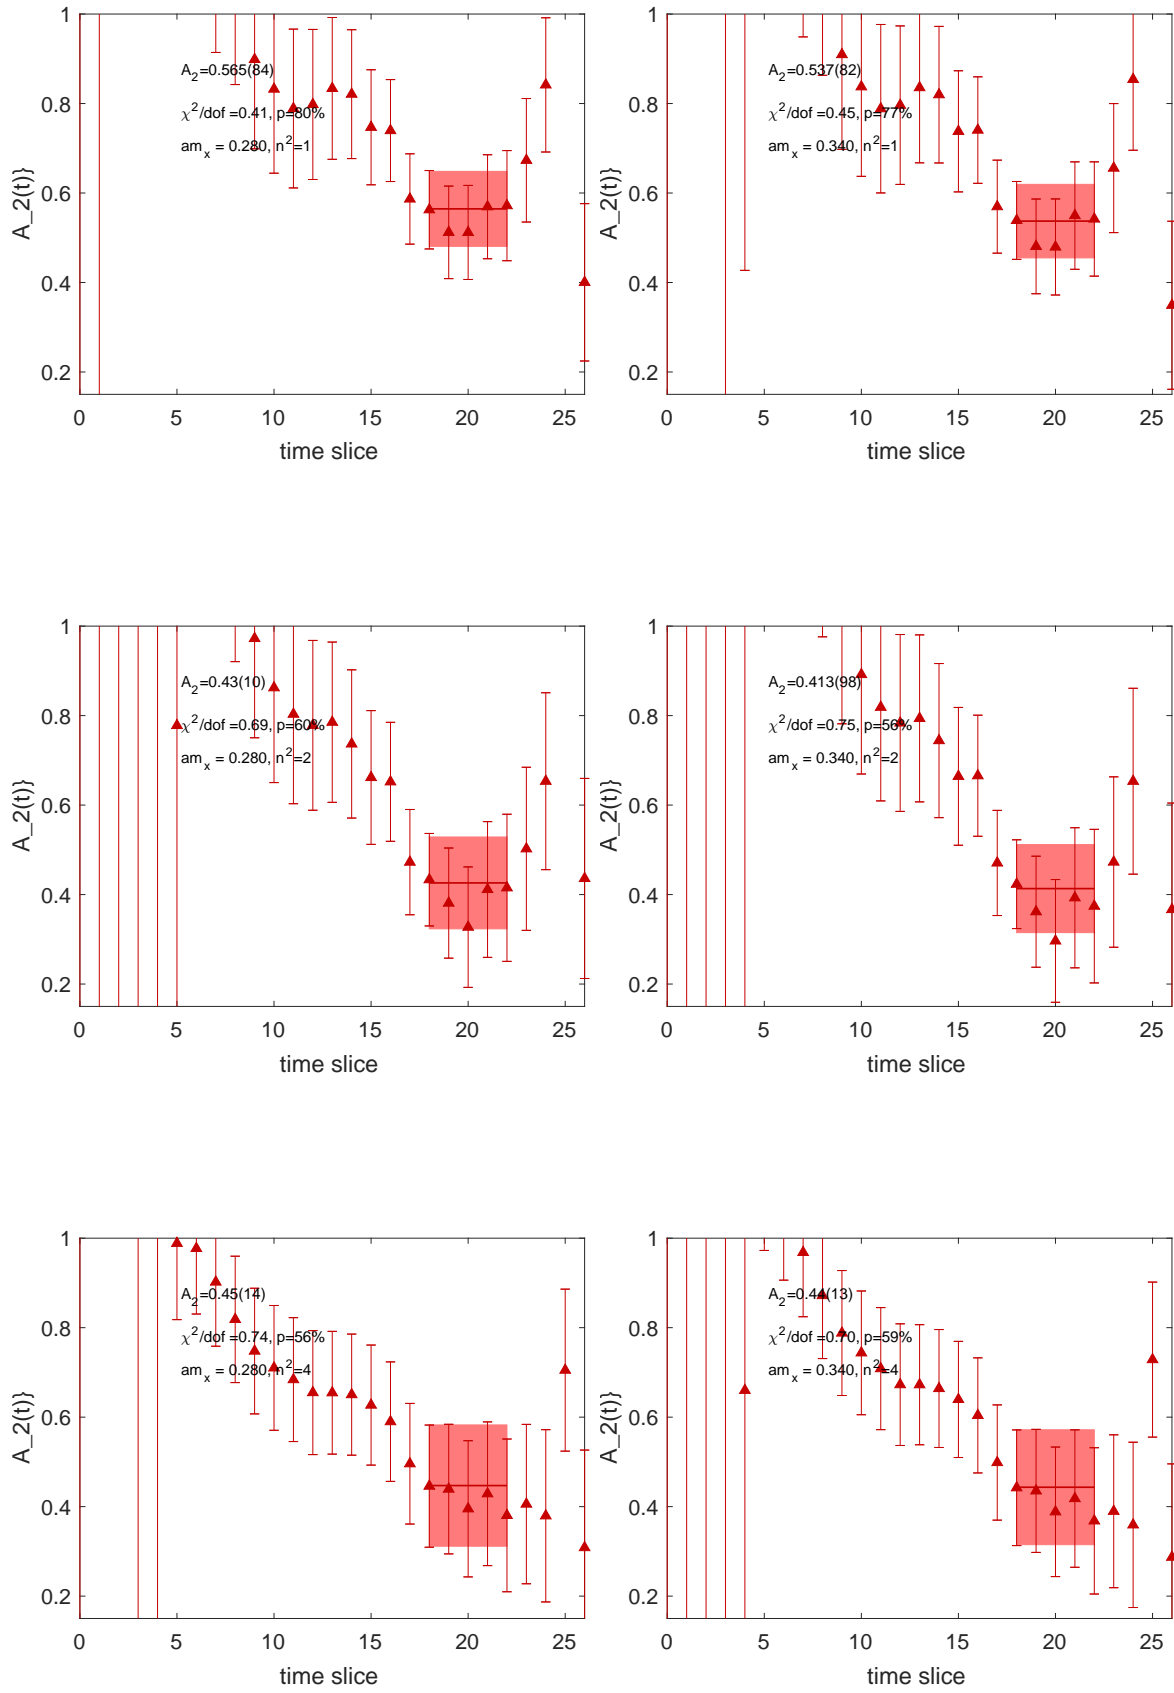 1
0.8
0.6
0.4
0.2
A_2(t)}
A_2=0.565(84)
χ^2/dof =0.41, p=80%
am_x = 0.280, n^2=1
0 5 10 15 20 25
time slice
1
0.8
0.6
0.4
0.2
A_2(t)}
A_2=0.537(82)
χ^2/dof =0.45, p=77%
am_x = 0.340, n^2=1
0 5 10 15 20 25
time slice
1
0.8
0.6
0.4
0.2
A_2(t)}
A_2=0.43(10)
χ^2/dof =0.69, p=60%
am_x = 0.280, n^2=2
0 5 10 15 20 25
time slice
1
0.8
0.6
0.4
0.2
A_2(t)}
A_2=0.413(98)
χ^2/dof =0.75, p=56%
am_x = 0.340, n^2=2
0 5 10 15 20 25
time slice
1
0.8
0.6
0.4
0.2
A_2(t)}
A_2=0.45(14)
χ^2/dof =0.74, p=56%
am_x = 0.280, n^2=4
0 5 10 15 20 25
time slice
1
0.8
0.6
0.4
0.2
A_2(t)}
A_2=0.44(13)
χ^2/dof =0.70, p=59%
am_x = 0.340, n^2=4
0 5 10 15 20 25
time slice